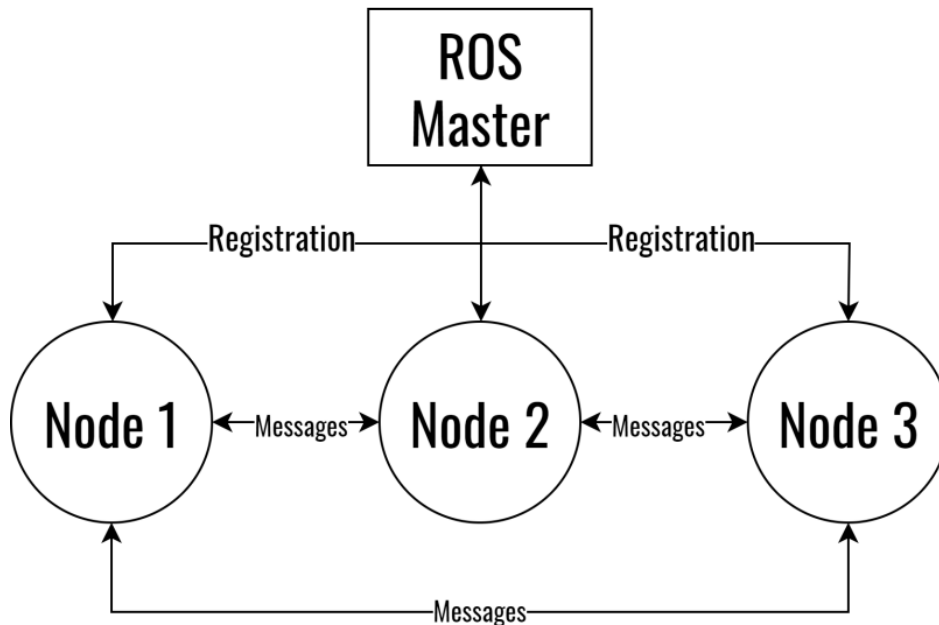 ROS
Master
Registration
Registration
Node 1
Messages
Node 2
Messages
Node 3
Messages